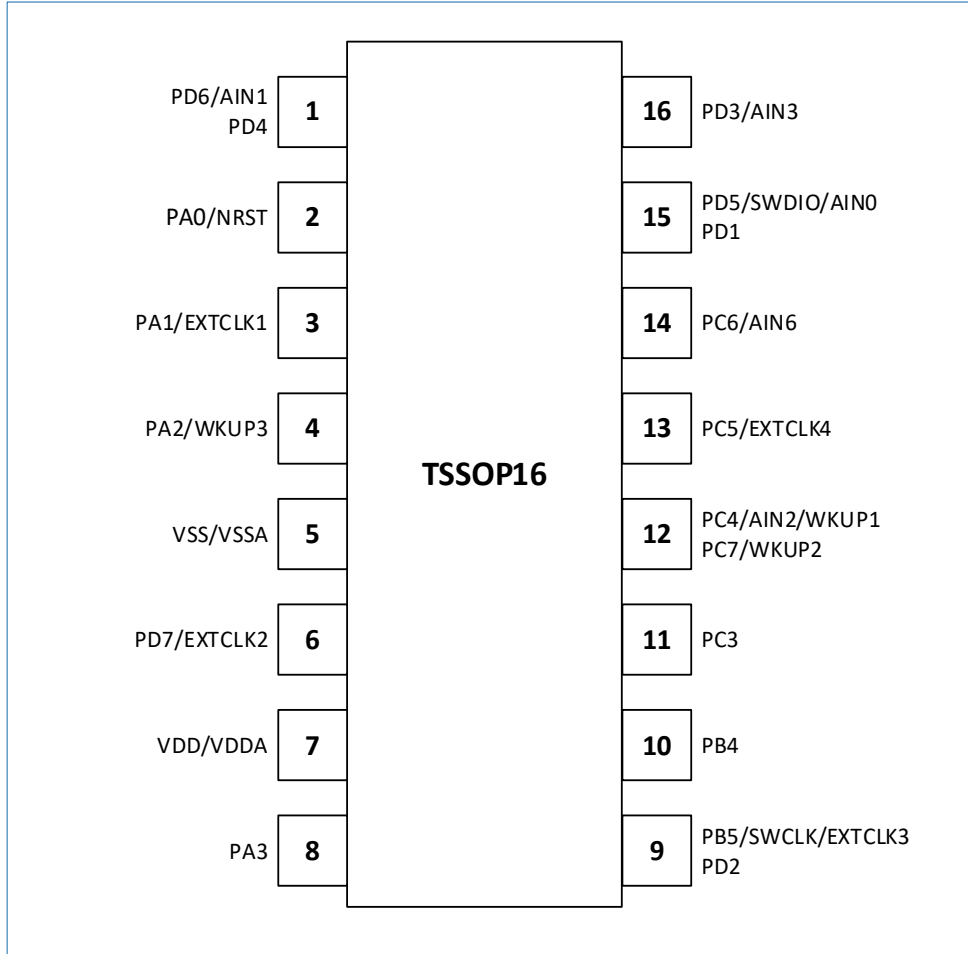 PD6/AIN1
PD4
1
16
PD3/AIN3
PA0/NRST
2
15
PD5/SWDIO/AIN0
PD1
PA1/EXTCLK1
3
14
PC6/AIN6
PA2/WKUP3
4
13
PC5/EXTCLK4
TSSOP16
VSS/VSSA
5
12
PC4/AIN2/WKUP1
PC7/WKUP2
PD7/EXTCLK2
6
11
PC3
VDD/VDDA
7
10
PB4
PA3
8
9
PB5/SWCLK/EXTCLK3
PD2